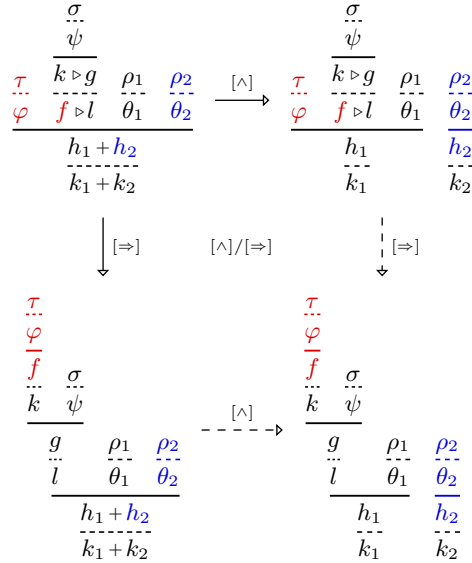 σ σ
ψ ψ
k ▹ g k ▹ g
τ ρ₁ ρ₂ [∧] τ ρ₁ ρ₂
φ f ▹ l θ₁ θ₂ φ f ▹ l θ₁ θ₂
h₁ + h₂ h₁ h₂
k₁ + k₂ k₁ k₂
[⇒] [∧]/[⇒] [⇒]
τ τ
φ φ
f f
k σ k σ
ψ ψ
[∧]
g ρ₁ ρ₂ g ρ₁ ρ₂
l θ₁ θ₂ l θ₁ θ₂
h₁ + h₂ h₁ h₂
k₁ + k₂ k₁ k₂